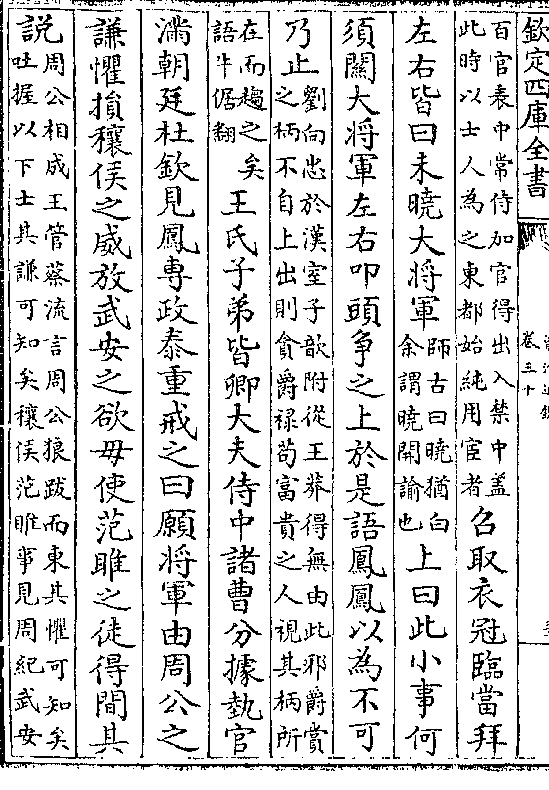 欽定四庫全書
卷三十
百官表中常侍加官得出入禁中盖
此時以士人為之東都始純用宦者
召取衣冠臨當拜
左右皆曰未曉大將軍
師古曰曉猶白
余謂曉開諭也
上曰此小事何
須關大將軍左右叩頭爭之上於是語鳳鳳以為不可
乃止
劉向忠於漢室子歆附從王莽得無由此邪爵賞
之柄不自上出則貪爵禄苟富貴之人視其柄所
在而趨之矣
語牛倨翻
王氏子弟皆卿大夫侍中諸曹分據埶官
滿朝廷杜欽見鳳專政泰重戒之曰願將軍由周公之
謙懼損穰侯之威放武安之欲毋使范雎之徒得間其
說
周公相成王管蔡流言周公狼跋而東其懼可知矣
吐握以下士其謙可知矣穰侯范睢事見周紀武安